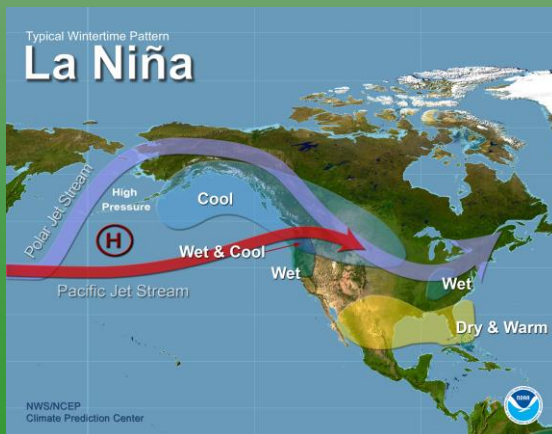 Typical Wintertime Pattern
La Niña
Polar Jet Stream
High
Pressure
H
Cool
Wet & Cool
Wet
Pacific Jet Stream
Wet
Dry & Warm
NWS/NCEP
Climate Prediction Center
NOAA